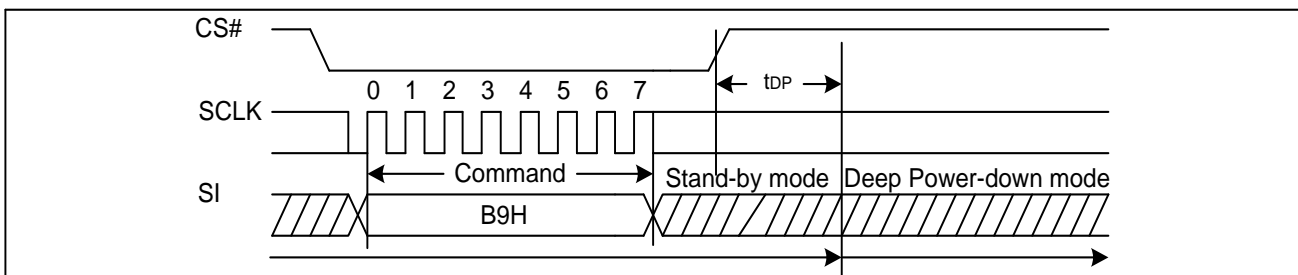 CS#
tDP
0 1 2 3 4 5 6 7
SCLK
Command
Stand-by mode Deep Power-down mode
SI
B9H